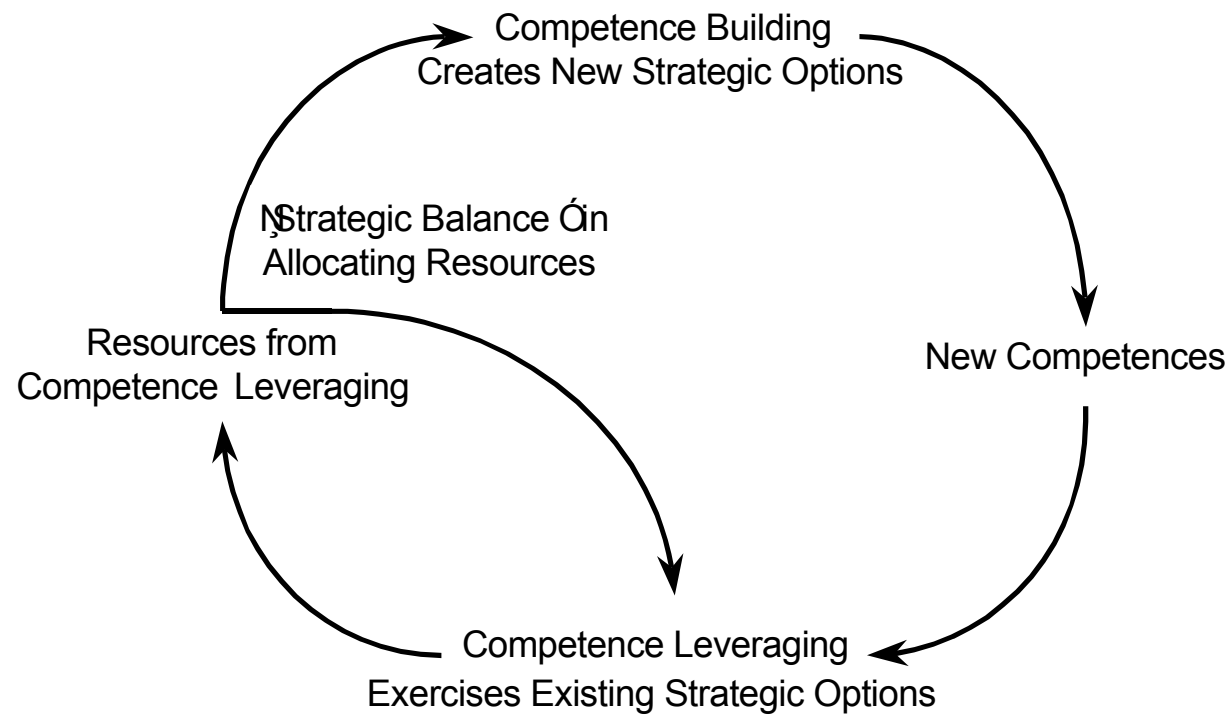 Competence Building
Creates New Strategic Options
Strategic Balance Óin
Allocating Resources
Resources from
Competence Leveraging
New Competences
Competence Leveraging
Exercises Existing Strategic Options